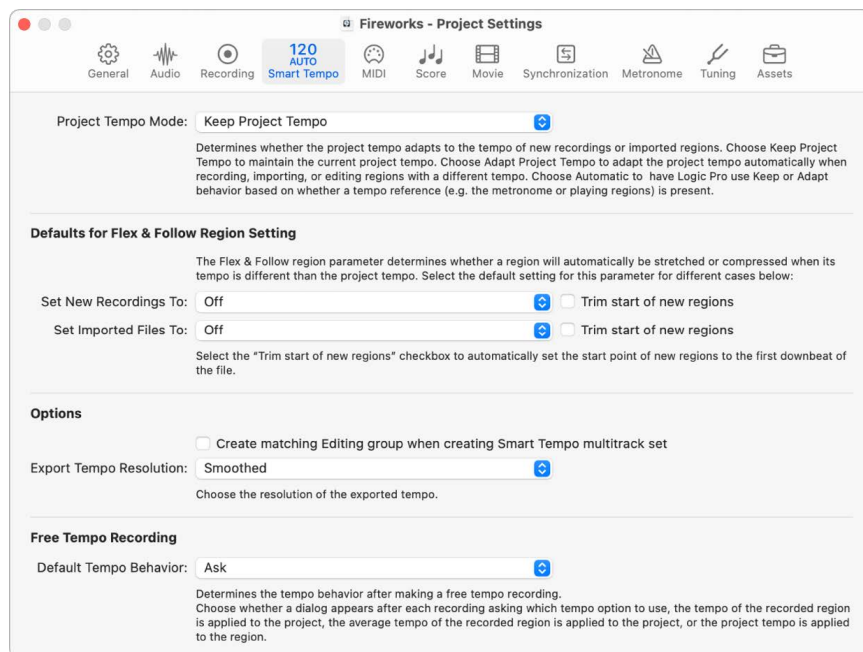 Fireworks - Project Settings
General
Audio
Recording
120
AUTO
Smart Tempo
MIDI
Score
Movie
Synchronization
Metronome
Tuning
Assets
Project Tempo Mode: Keep Project Tempo
Determines whether the project tempo adapts to the tempo of new recordings or imported regions. Choose Keep Project
Tempo to maintain the current project tempo. Choose Adapt Project Tempo to adapt the project tempo automatically when
recording, importing, or editing regions with a different tempo. Choose Automatic to have Logic Pro use Keep or Adapt
behavior based on whether a tempo reference (e.g. the metronome or playing regions) is present.
Defaults for Flex & Follow Region Setting
The Flex & Follow region parameter determines whether a region will automatically be stretched or compressed when its
tempo is different than the project tempo. Select the default setting for this parameter for different cases below:
Set New Recordings To: Off Trim start of new regions
Set Imported Files To: Off Trim start of new regions
Select the “Trim start of new regions” checkbox to automatically set the start point of new regions to the first downbeat of
the file.
Options
Create matching Editing group when creating Smart Tempo multitrack set
Export Tempo Resolution: Smoothed
Choose the resolution of the exported tempo.
Free Tempo Recording
Default Tempo Behavior: Ask
Determines the tempo behavior after making a free tempo recording.
Choose whether a dialog appears after each recording asking which tempo option to use, the tempo of the recorded region
is applied to the project, the average tempo of the recorded region is applied to the project, or the project tempo is applied
to the region.